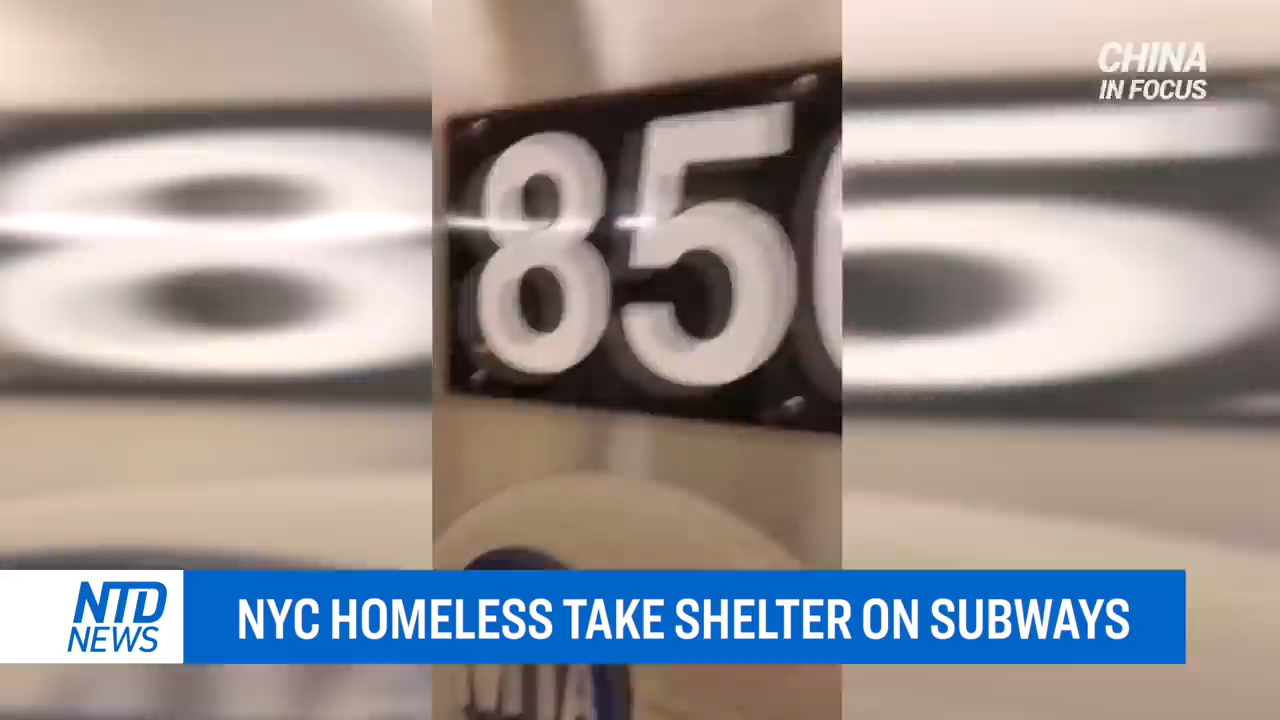 CHINA
IN FOCUS
85
NTD
NEWS
NYC HOMELESS TAKE SHELTER ON SUBWAYS